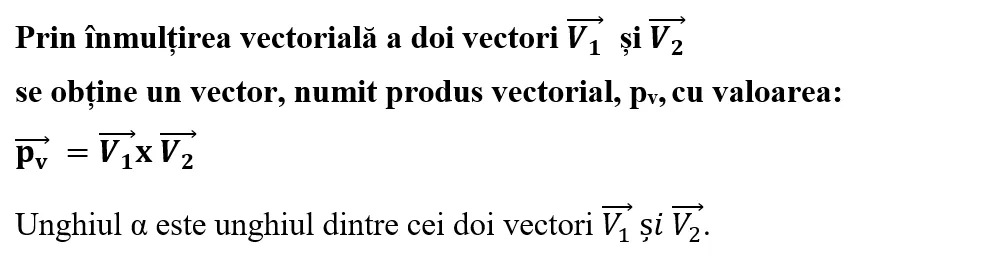 Prin înmulțirea vectorială a doi vectori $\overrightarrow{V_1}$ și $\overrightarrow{V_2}$
se obține un vector, numit produs vectorial, pᵥ, cu valoarea:
$\overrightarrow{p_v}$ = $\overrightarrow{V_1}$x $\overrightarrow{V_2}$
Unghiul α este unghiul dintre cei doi vectori $\overrightarrow{V_1}$ și $\overrightarrow{V_2}$.